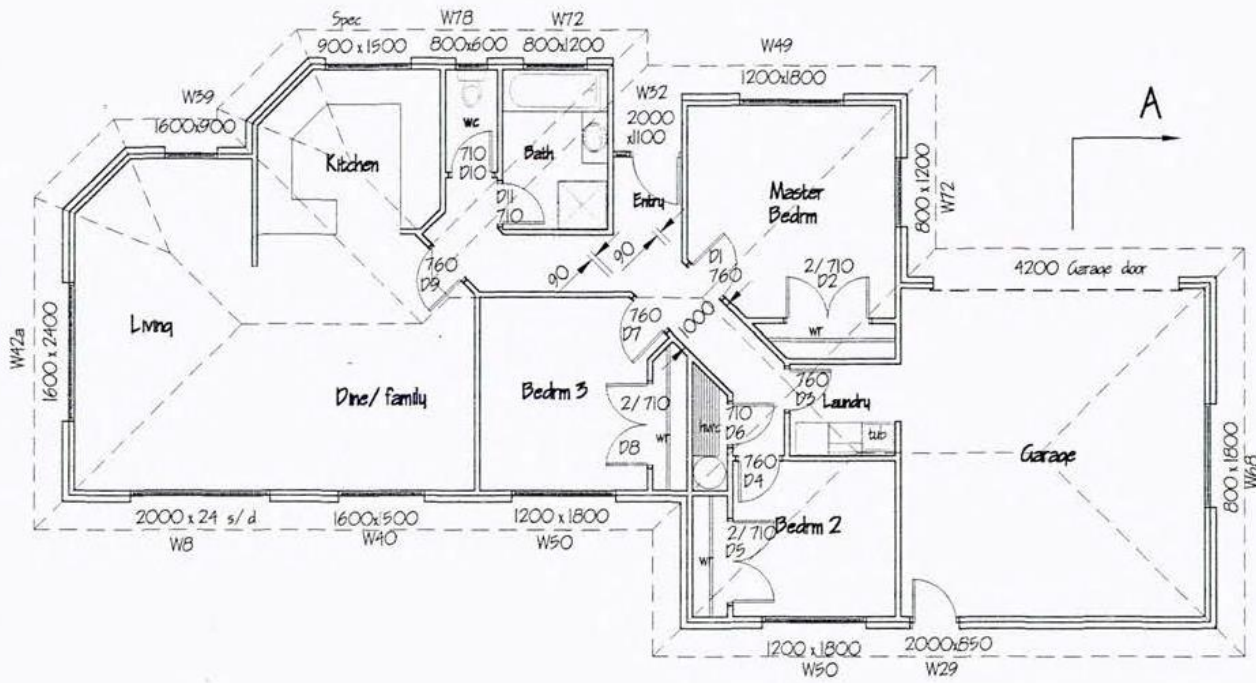 Spec
W78
W72
900 x 1500
800x600
800x1200
W49
1200x1800
W39
1600x900
W32
2000
x1100
A
wc
Kitchen
710
D10
Bath
D11
710
Entry
Master
Bedrm
800 x 1200
W72
760
D9
90
90
D1
760
2/710
D2
4200 Garage door
wr
1000
Living
W42a
1600 x 2400
760
D7
Dine/ family
Bedrm 3
2/710
D8
wr
hwc
710
D6
760
D3
Laundry
tub
760
D4
Garage
800 x 1800
W68
2000 x 24 s/d
W8
1600x1500
W40
1200 x 1800
W50
wr
2/710
D5
Bedrm 2
1200 x 1800
W50
2000x850
W29